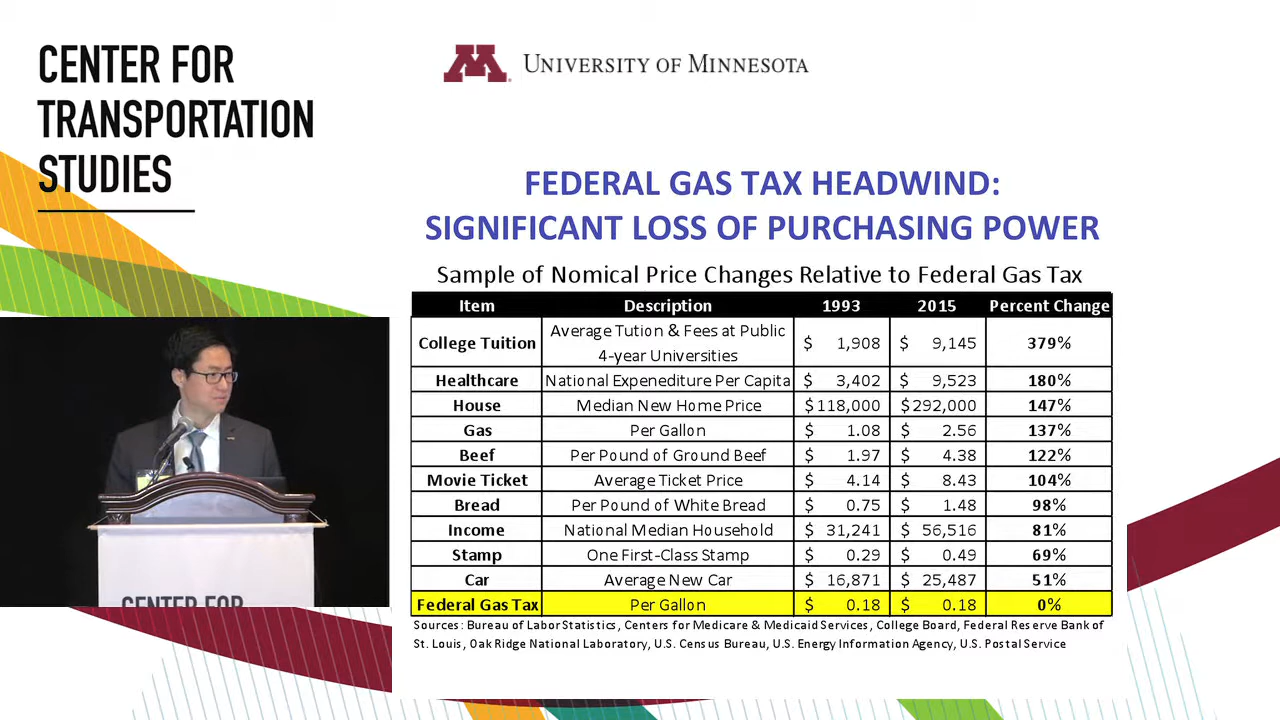 CENTER FOR
TRANSPORTATION
STUDIES
M
UNIVERSITY OF MINNESOTA
FEDERAL GAS TAX HEADWIND:
SIGNIFICANT LOSS OF PURCHASING POWER
Sample of Nomical Price Changes Relative to Federal Gas Tax
Item Description 1993 2015 Percent Change
College Tuition Average Tution & Fees at Public 4-year Universities $ 1,908 $ 9,145 379%
Healthcare National Expenediture Per Capita $ 3,402 $ 9,523 180%
House Median New Home Price $118,000 $292,000 147%
Gas Per Gallon $ 1.08 $ 2.56 137%
Beef Per Pound of Ground Beef $ 1.97 $ 4.38 122%
Movie Ticket Average Ticket Price $ 4.14 $ 8.43 104%
Bread Per Pound of White Bread $ 0.75 $ 1.48 98%
Income National Median Household $ 31,241 $ 56,516 81%
Stamp One First-Class Stamp $ 0.29 $ 0.49 69%
Car Average New Car $ 16,871 $ 25,487 51%
Federal Gas Tax Per Gallon $ 0.18 $ 0.18 0%
Sources: Bureau of Labor Statistics, Centers for Medicare & Medicaid Services, College Board, Federal Reserve Bank of
St. Louis, Oak Ridge National Laboratory, U.S. Census Bureau, U.S. Energy Information Agency, U.S. Postal Service
CENTER FOR